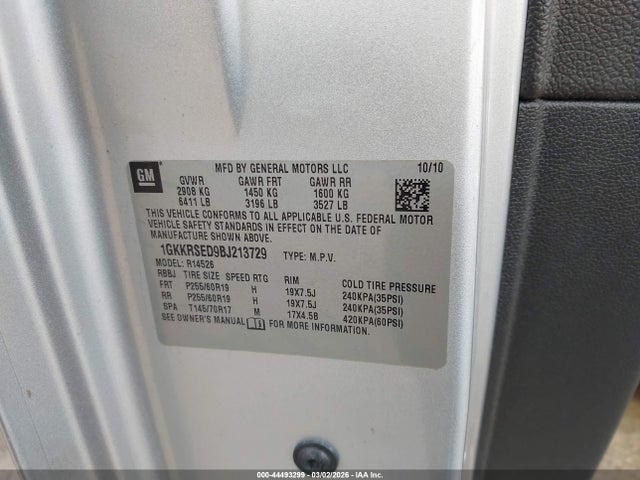 GM
MFD BY GENERAL MOTORS LLC 10/10
GVWR GAWR FRT GAWR RR
2908 KG 1450 KG 1600 KG
6411 LB 3196 LB 3527 LB
THIS VEHICLE CONFORMS TO ALL APPLICABLE U.S. FEDERAL MOTOR
VEHICLE SAFETY STANDARDS IN EFFECT ON THE DATE OF
MANUFACTURE SHOWN ABOVE.
1GKKRSED9BJ213729 TYPE: M.P.V.
MODEL: R14526
RBBJ TIRE SIZE SPEED RTG RIM COLD TIRE PRESSURE
FRT P255/60R19 H 19X7.5J 240KPA(35PSI)
RR P255/60R19 H 19X7.5J 240KPA(35PSI)
SPA T145/70R17 M 17X4.5B 420KPA(60PSI)
SEE OWNER'S MANUAL FOR MORE INFORMATION.
000-44493299 - 03/02/2026 - IAA Inc.